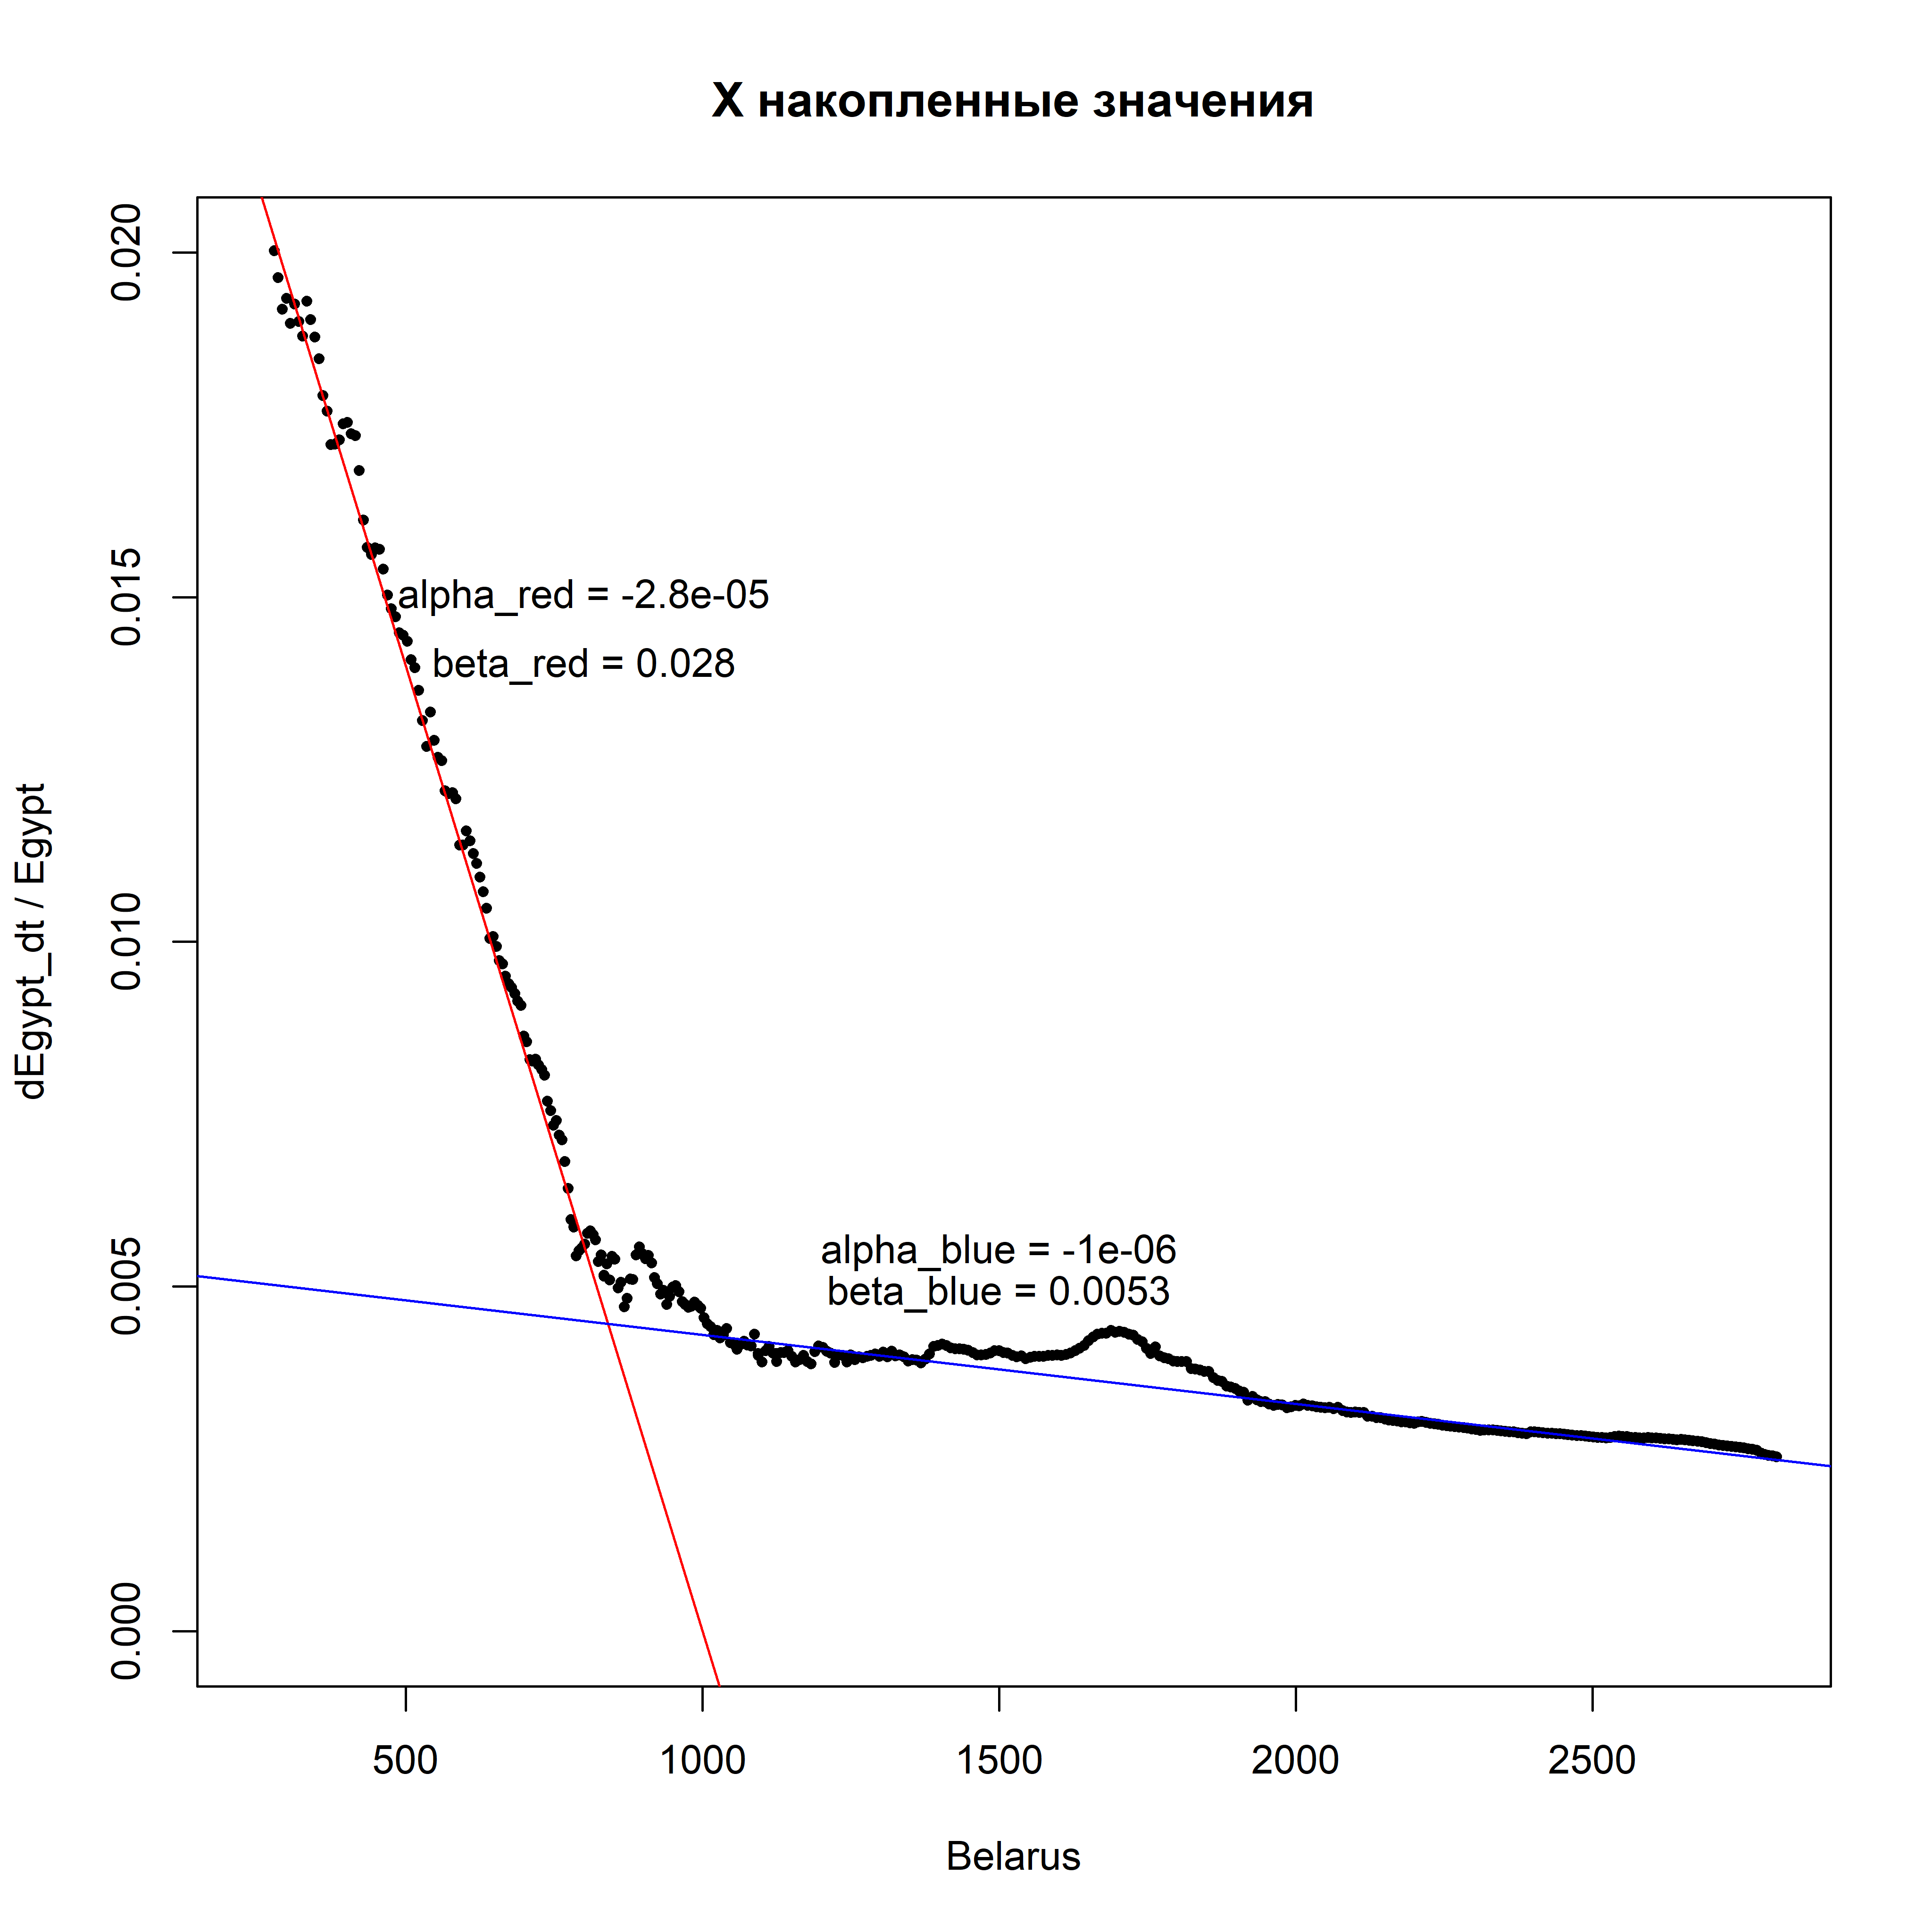 X накопленные значения
0.020
0.015
0.010
0.005
0.000
dEgypt_dt / Egypt
alpha_red = -2.8e-05
beta_red = 0.028
alpha_blue = -1e-06
beta_blue = 0.0053
500 1000 1500 2000 2500
Belarus